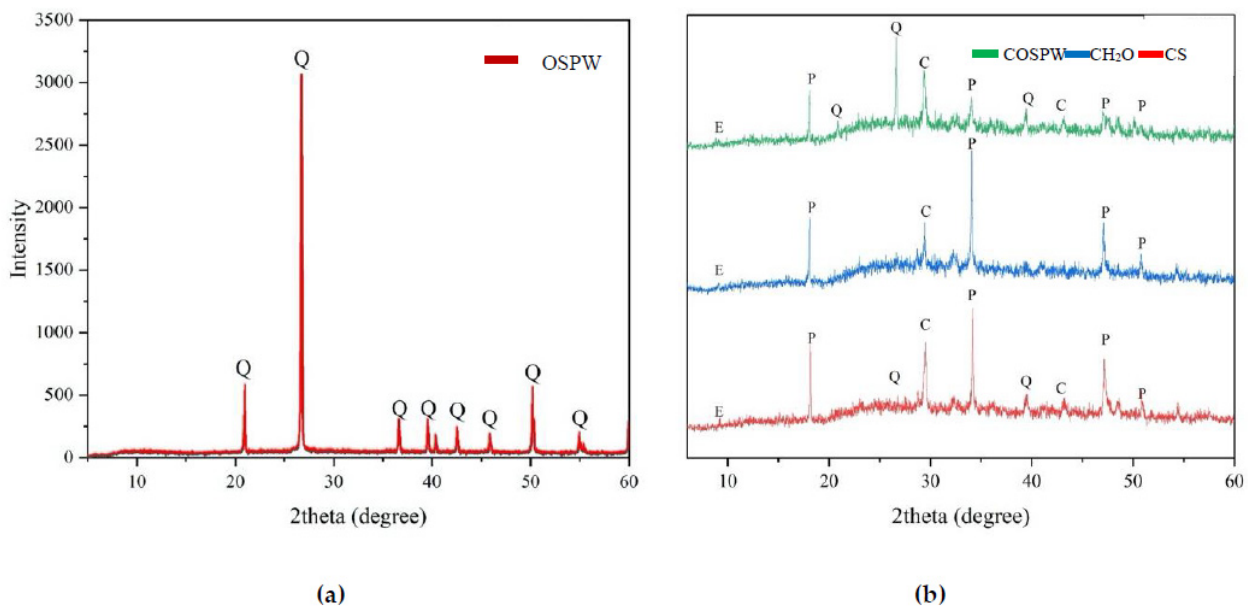 3500
3000
2500
2000
1500
1000
500
0
Intensity
OSPW
Q
Q
Q
Q
Q
Q
Q
Q
10
20
30
40
50
60
2theta (degree)
(a)
COSPW
CH₂O
CS
E
P
Q
Q
C
P
Q
C
P
P
E
P
C
P
P
P
E
P
Q
C
P
Q
C
P
P
10
20
30
40
50
60
2theta (degree)
(b)